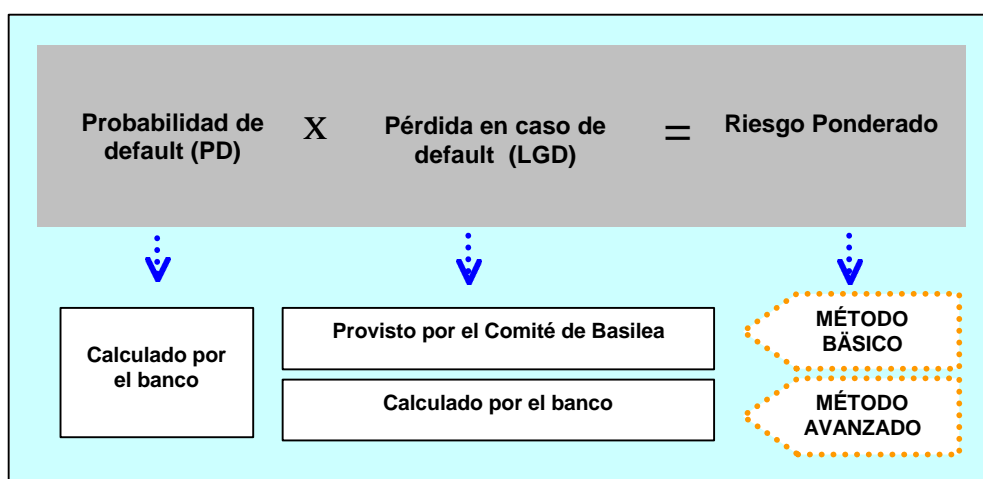 Probabilidad de
default (PD)
X
Pérdida en caso de
default (LGD)
=
Riesgo Ponderado
Calculado por
el banco
Provisto por el Comité de Basilea
Calculado por el banco
MÉTODO
BÄSICO
MÉTODO
AVANZADO